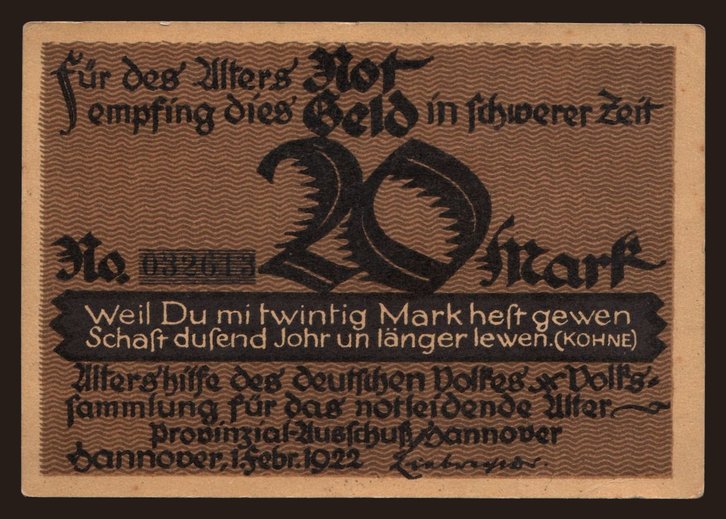 Für des Alters Not
empfing dies Geld in schwerer Zeit
20 Mark
No. 032613
Weil Du mi twintig Mark heſt gewen
Schaſt duſend Johr un länger lewen. (KOHNE)
Altershilfe des deutschen Volkes Volks-
sammlung für das notleidende Alter
Provinzial-Ausschuß Hannover
Hannover, 1. Febr. 1922